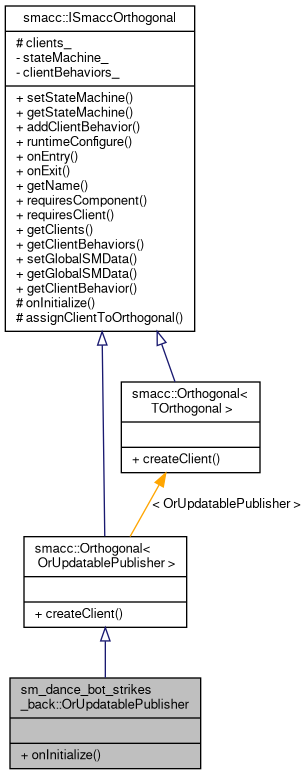 smacc::ISmaccOrthogonal
# clients_
- stateMachine_
- clientBehaviors_
+ setStateMachine()
+ getStateMachine()
+ addClientBehavior()
+ runtimeConfigure()
+ onEntry()
+ onExit()
+ getName()
+ requiresComponent()
+ requiresClient()
+ getClients()
+ getClientBehaviors()
+ setGlobalSMData()
+ getGlobalSMData()
+ getClientBehavior()
# onInitialize()
# assignClientToOrthogonal()
smacc::Orthogonal<
TOrthogonal >
+ createClient()
< OrUpdatablePublisher >
smacc::Orthogonal<
OrUpdatablePublisher >
+ createClient()
sm_dance_bot_strikes
_back::OrUpdatablePublisher
+ onInitialize()